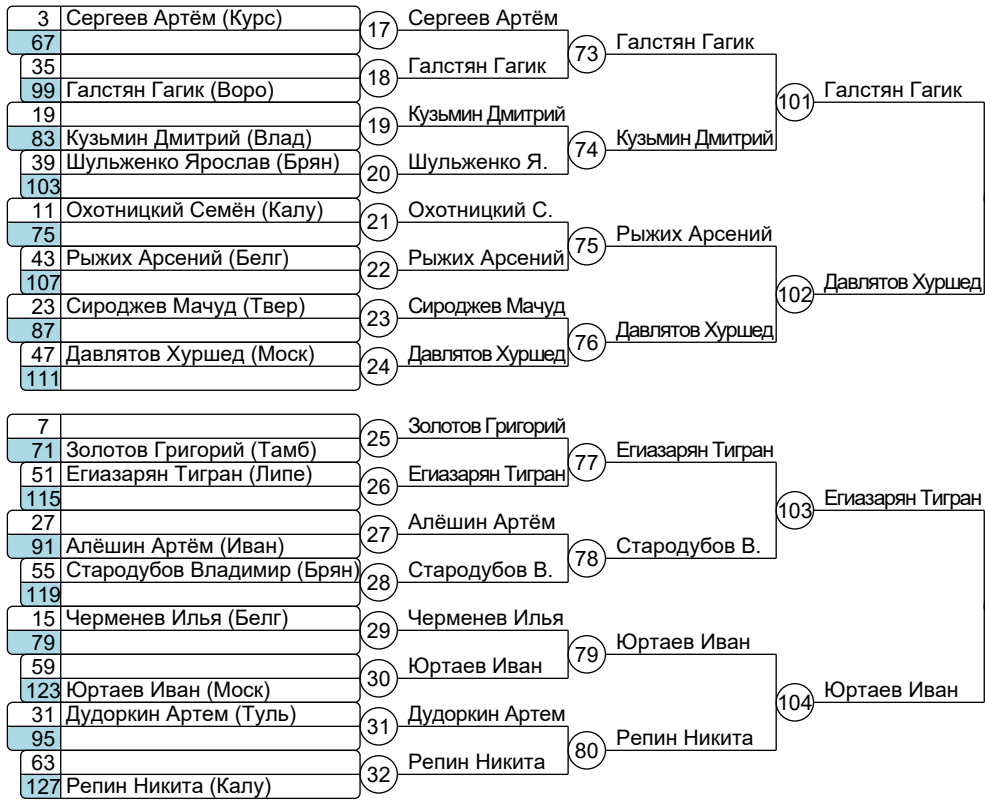 3 Сергеев Артём (Курс) 17 Сергеев Артём
67 73 Галстян Гагик
35 18 Галстян Гагик
99 Галстян Гагик (Воро) 101 Галстян Гагик
19 19 Кузьмин Дмитрий
83 Кузьмин Дмитрий (Влад) 74 Кузьмин Дмитрий
39 Шульженко Ярослав (Брян) 20 Шульженко Я.
103
11 Охотницкий Семён (Калу) 21 Охотницкий С.
75 75 Рыжих Арсений
43 Рыжих Арсений (Белг) 22 Рыжих Арсений
107 102 Давлятов Хуршед
23 Сироджев Мачуд (Твер) 23 Сироджев Мачуд
87 76 Давлятов Хуршед
47 Давлятов Хуршед (Моск) 24 Давлятов Хуршед
111
7 25 Золотов Григорий
71 Золотов Григорий (Тамб) 77 Егиазарян Тигран
51 Егиазарян Тигран (Липе) 26 Егиазарян Тигран
115 103 Егиазарян Тигран
27 27 Алёшин Артём
91 Алёшин Артём (Иван) 78 Стародубов В.
55 Стародубов Владимир (Брян) 28 Стародубов В.
119
15 Черменев Илья (Белг) 29 Черменев Илья
79 79 Юртаев Иван
59 30 Юртаев Иван
123 Юртаев Иван (Моск) 104 Юртаев Иван
31 Дудоркин Артем (Туль) 31 Дудоркин Артем
95 80 Репин Никита
63 32 Репин Никита
127 Репин Никита (Калу)